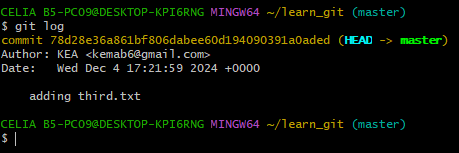 CELIA B5-PC09@DESKTOP-KPI6RNG MINGW64 ~/learn_git (master)
$ git log
commit 78d28e36a861bf806dabee60d194090391a0aded (HEAD -> master)
Author: KEA <kemab6@gmail.com>
Date:   Wed Dec 4 17:21:59 2024 +0000

    adding third.txt

CELIA B5-PC09@DESKTOP-KPI6RNG MINGW64 ~/learn_git (master)
$